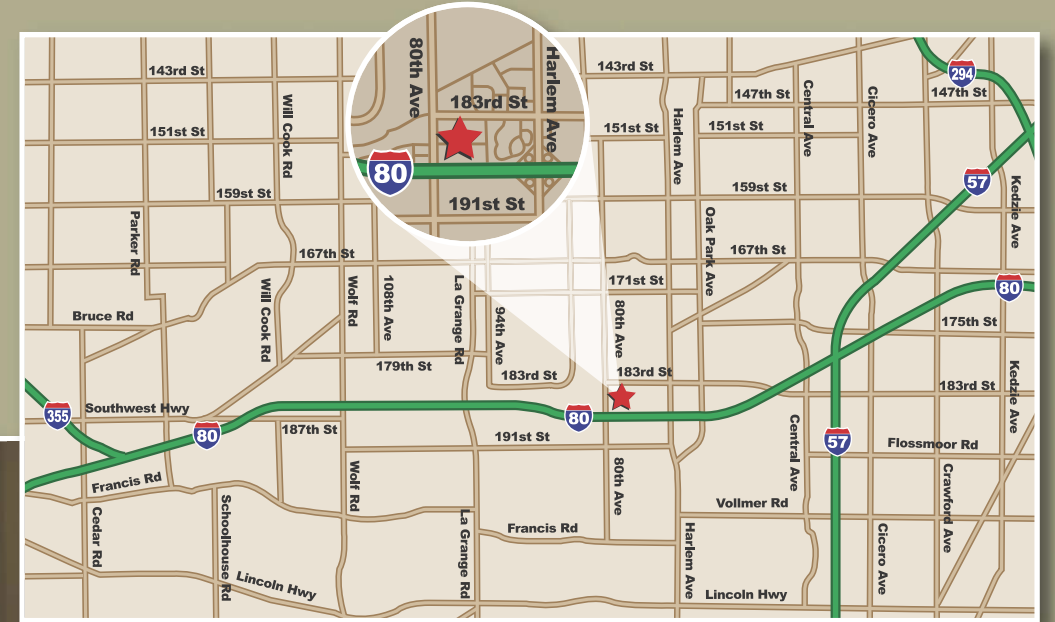 80th Ave
Harlem Ave
183rd St
80
191st St
143rd St
143rd St
294
147th St
147th St
Will Cook Rd
Central Ave
Cicero Ave
151st St
151st St
151st St
Harlem Ave
57
Kedzie Ave
159th St
159th St
Parker Rd
Oak Park Ave
167th St
167th St
Will Cook Rd
Wolf Rd
108th Ave
La Grange Rd
171st St
80
94th Ave
80th Ave
Bruce Rd
175th St
179th St
183rd St
183rd St
183rd St
Kedzie Ave
355
Southwest Hwy
80
187th St
80
191st St
Central Ave
57
Flossmoor Rd
Francis Rd
Wolf Rd
80th Ave
Crawford Ave
Vollmer Rd
Cedar Rd
Schoolhouse Rd
La Grange Rd
Francis Rd
Harlem Ave
Cicero Ave
Lincoln Hwy
Lincoln Hwy